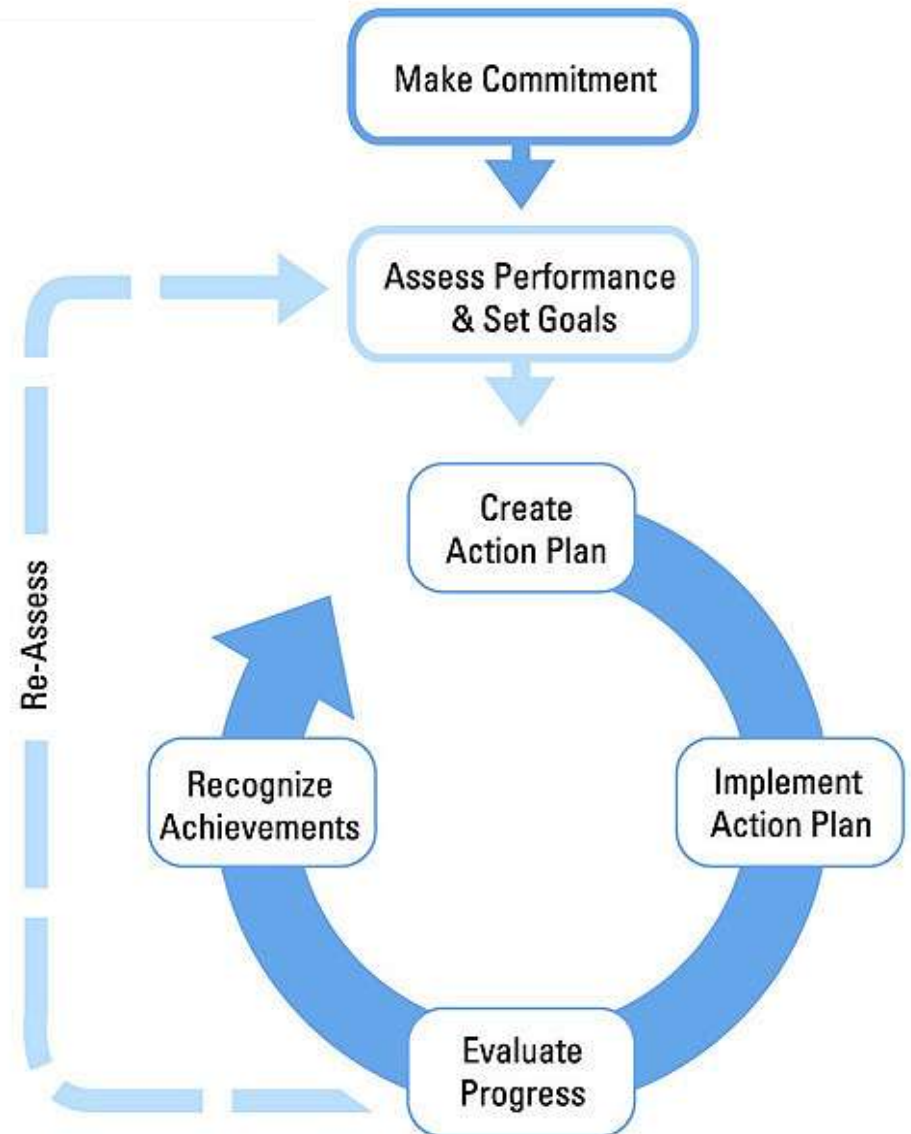 Make Commitment
Assess Performance
& Set Goals
Create
Action Plan
Re-Assess
Recognize
Achievements
Implement
Action Plan
Evaluate
Progress